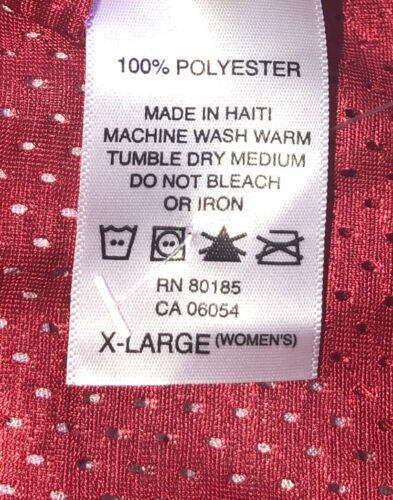 100% POLYESTER
MADE IN HAITI
MACHINE WASH WARM
TUMBLE DRY MEDIUM
DO NOT BLEACH
OR IRON
RN 80185
CA 06054
X-LARGE (WOMEN'S)